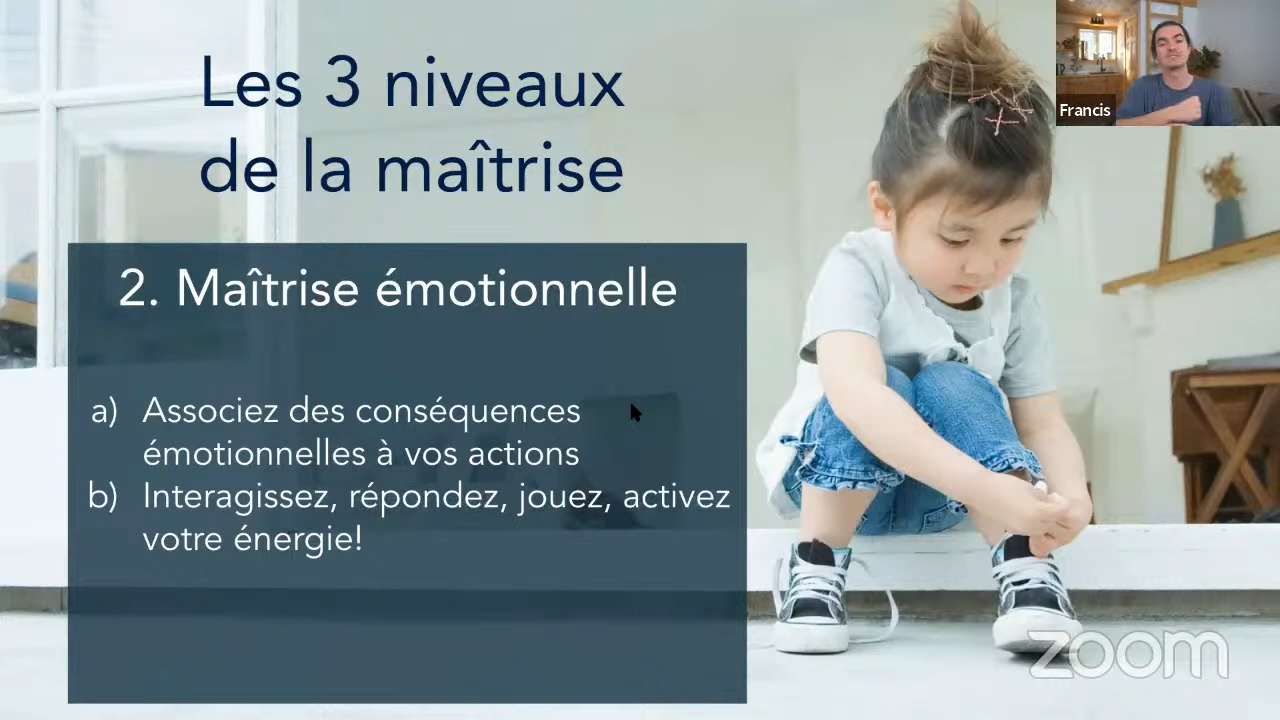 Les 3 niveaux
de la maîtrise
2. Maîtrise émotionnelle
a) Associez des conséquences
émotionnelles à vos actions
b) Interagissez, répondez, jouez, activez
votre énergie!
Francis
zoom